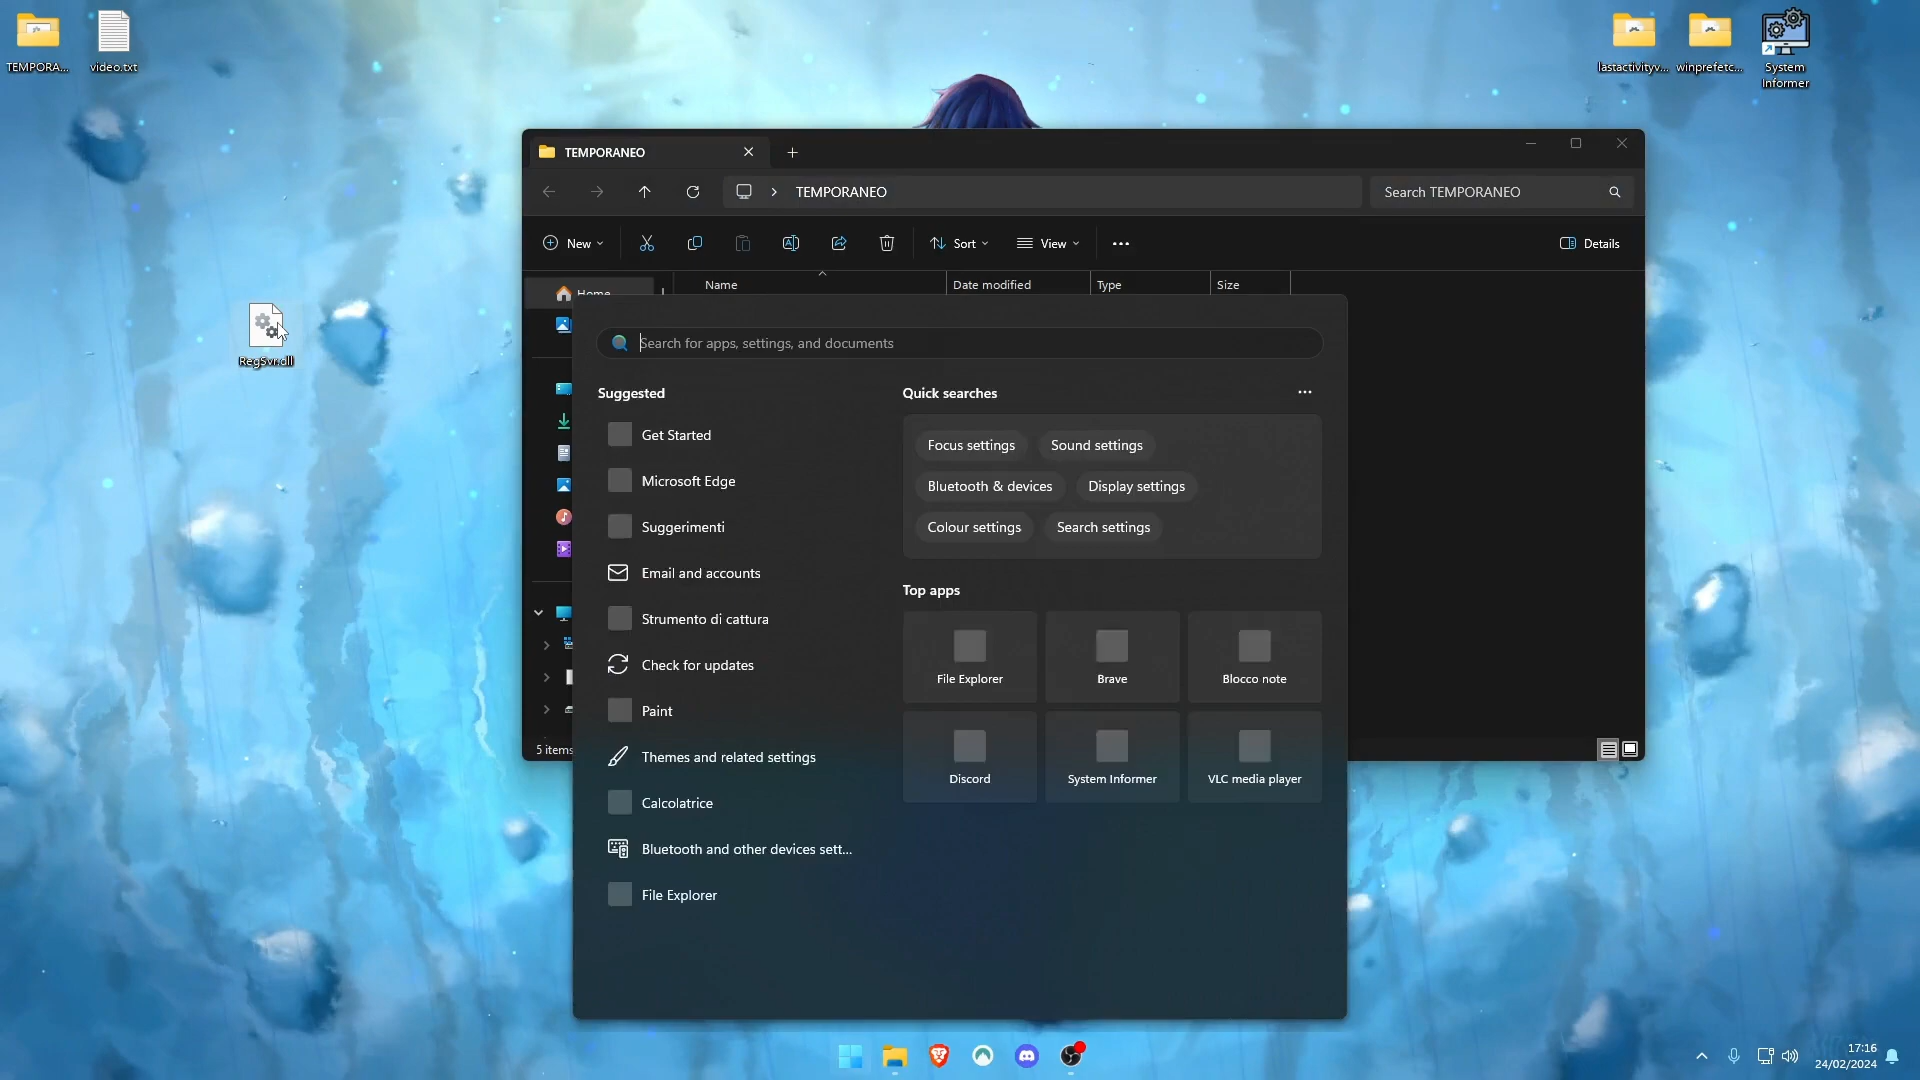 TEMPORA...
video.txt
lastactivityv...
winprefetc...
System
Informer
RegSvr.dll
TEMPORANEO
TEMPORANEO
Search TEMPORANEO
New
Sort
View
Details
Home
Name
Date modified
Type
Size
Search for apps, settings, and documents
Suggested
Get Started
Microsoft Edge
Suggerimenti
Email and accounts
Strumento di cattura
Check for updates
Paint
Themes and related settings
Calcolatrice
Bluetooth and other devices sett...
File Explorer
Quick searches
Focus settings
Sound settings
Bluetooth & devices
Display settings
Colour settings
Search settings
Top apps
File Explorer
Brave
Blocco note
Discord
System Informer
VLC media player
5 items
17:16
24/02/2024